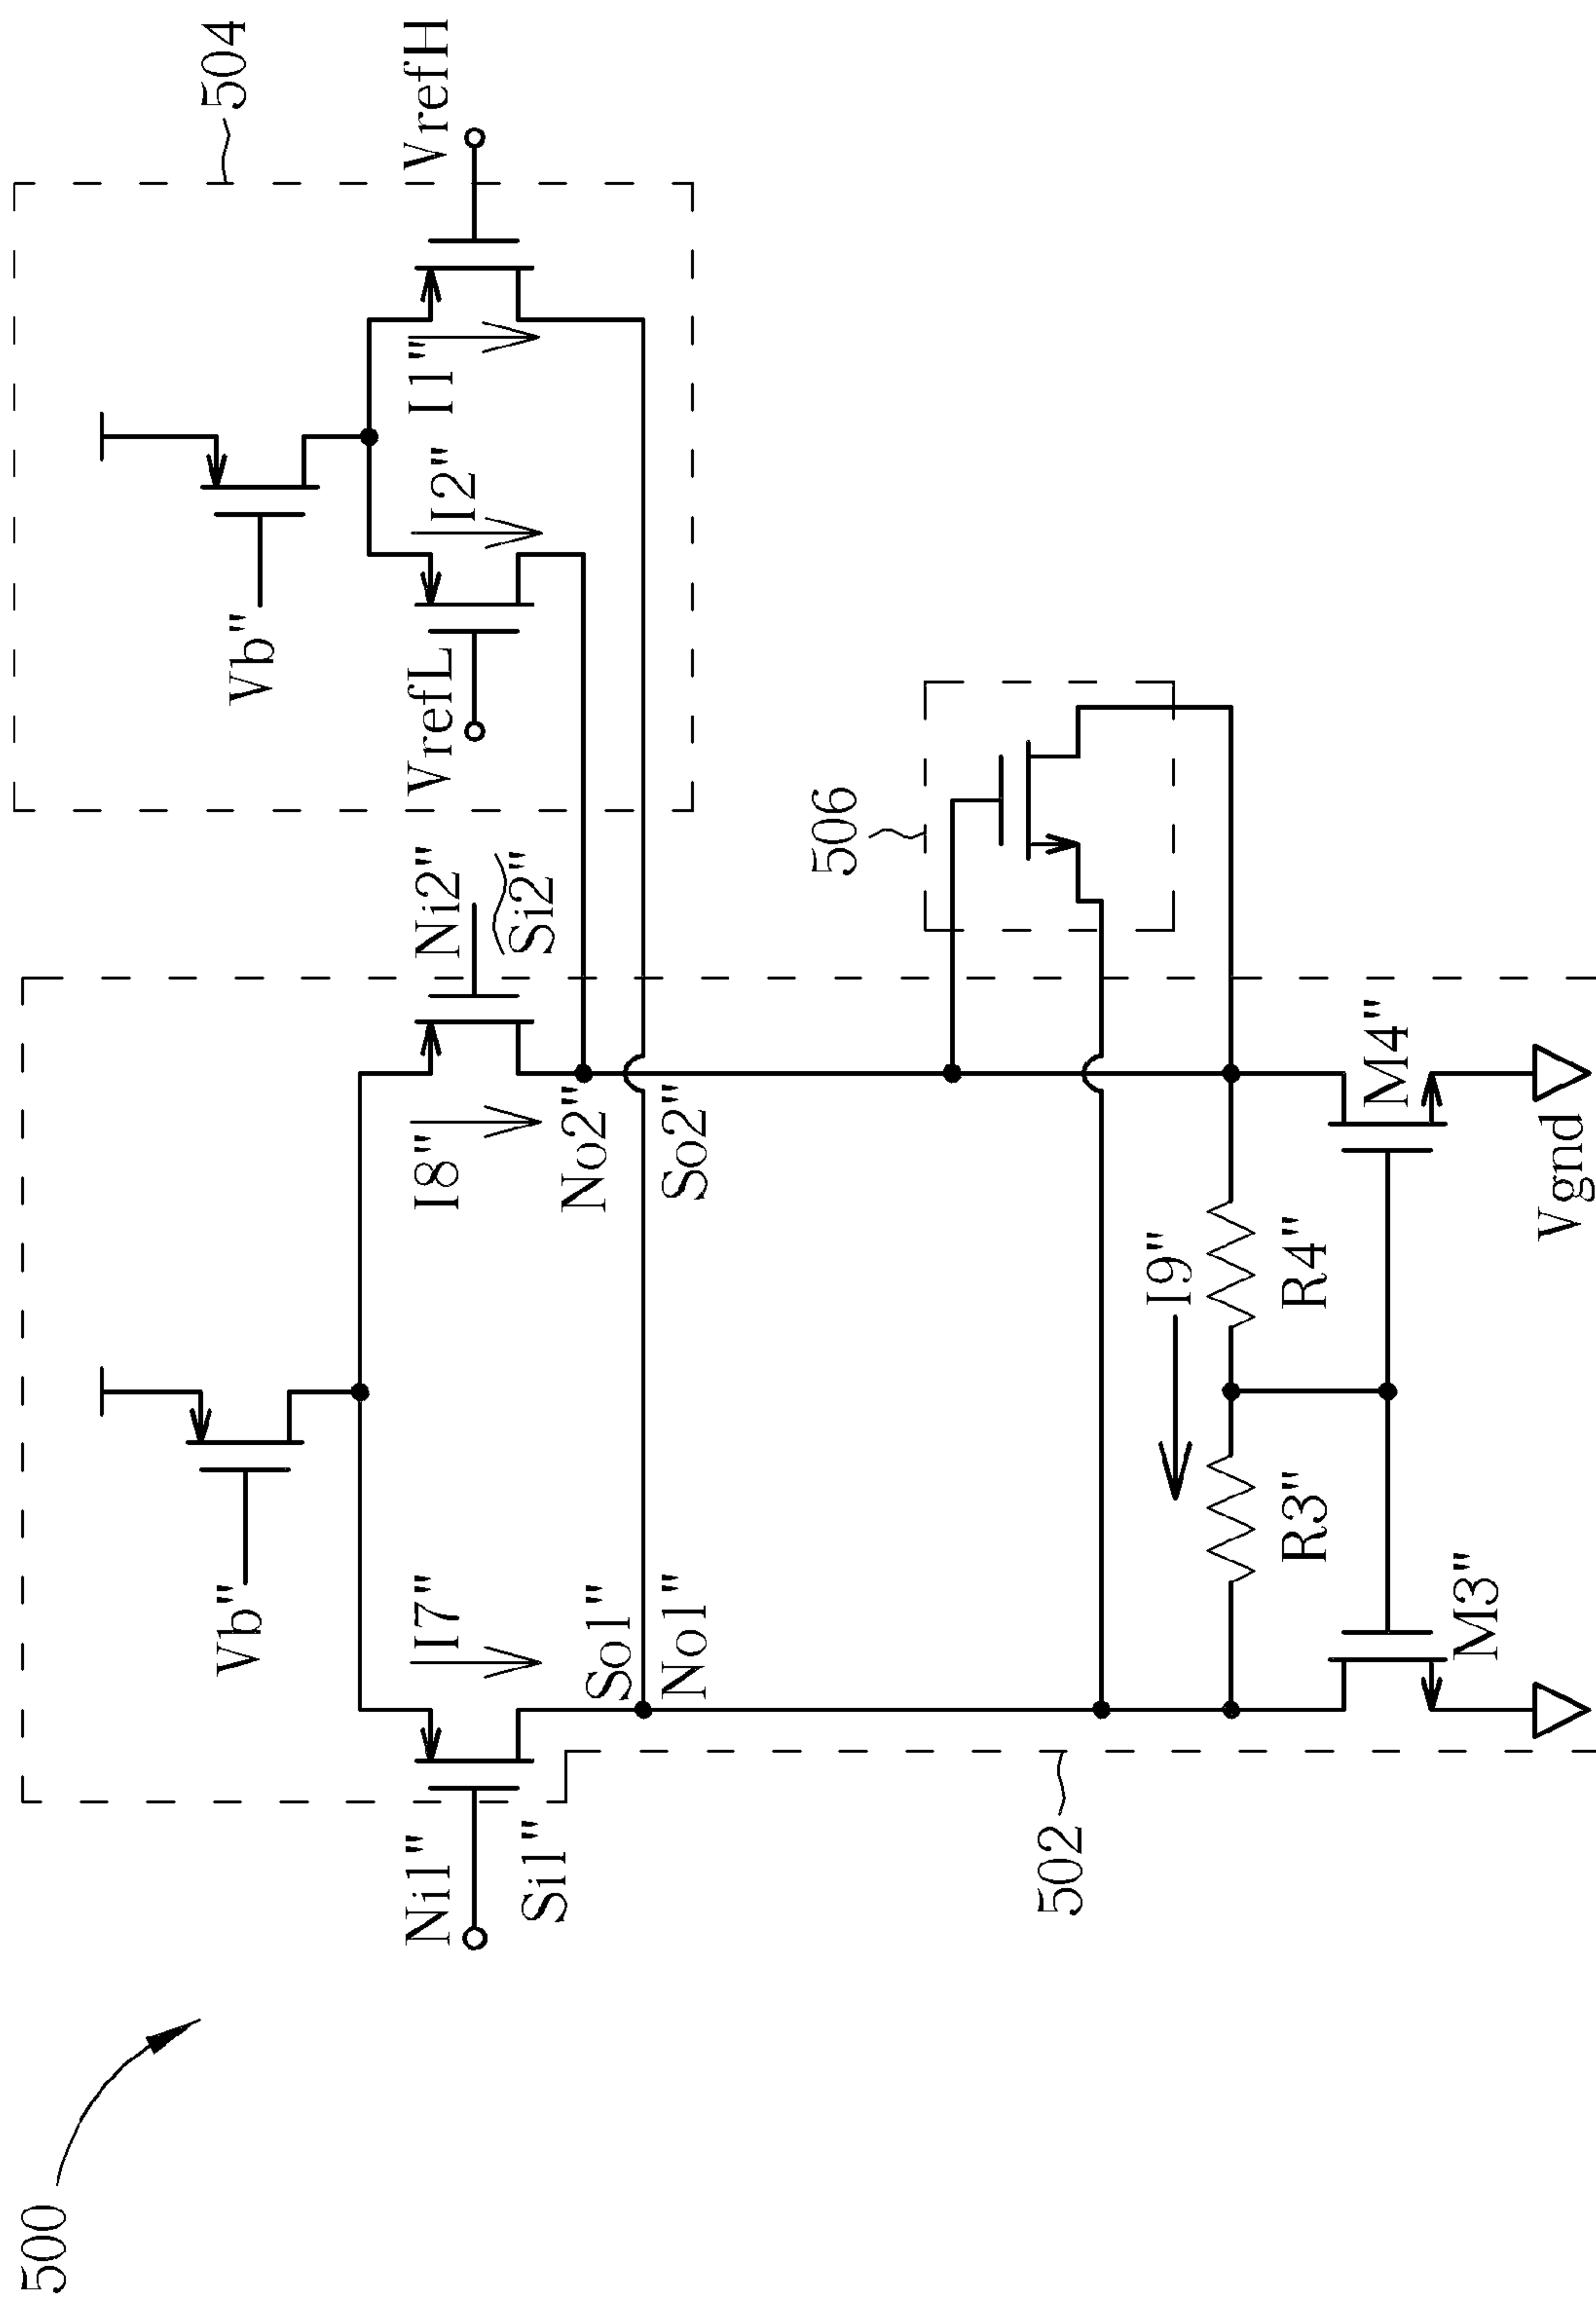 500
504
VrefH
Vb"
I1"
I2"
VrefL
Vb"
Ni2"
Si2"
I8"
I7"
Ni1"
Si1"
No2"
So2"
So1"
No1"
506
502
I9"
R3"
R4"
M3"
M4"
Vgnd